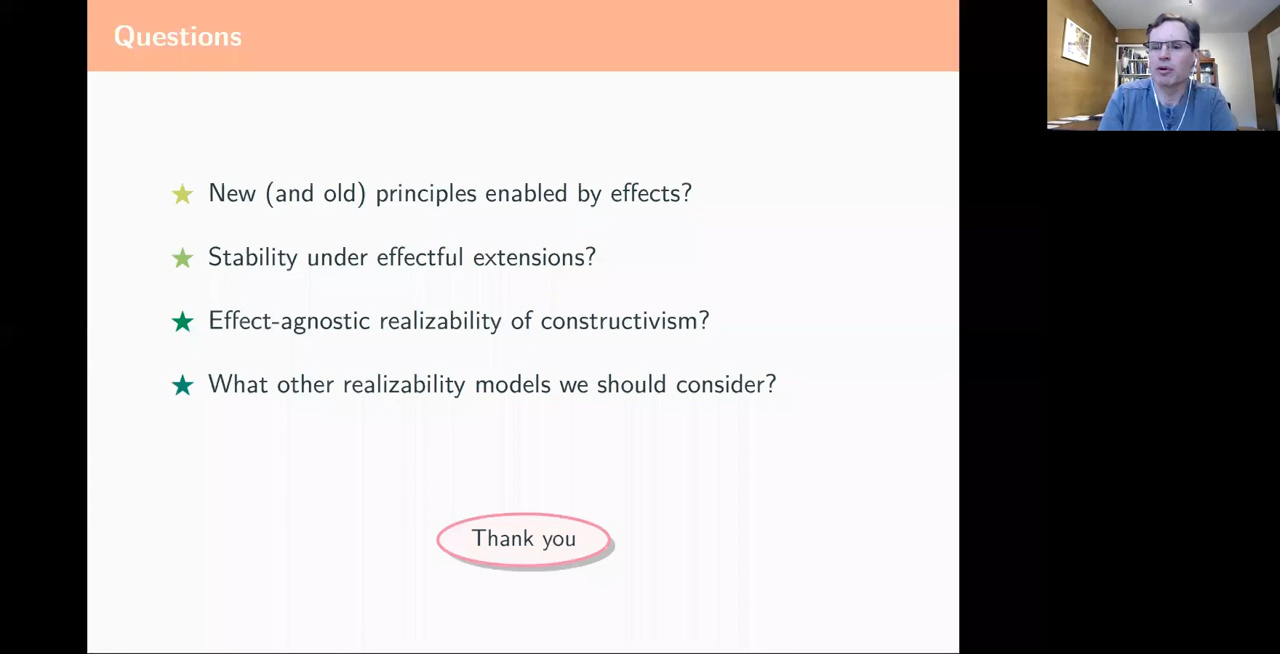 Questions
New (and old) principles enabled by effects?
Stability under effectful extensions?
Effect-agnostic realizability of constructivism?
What other realizability models we should consider?
Thank you